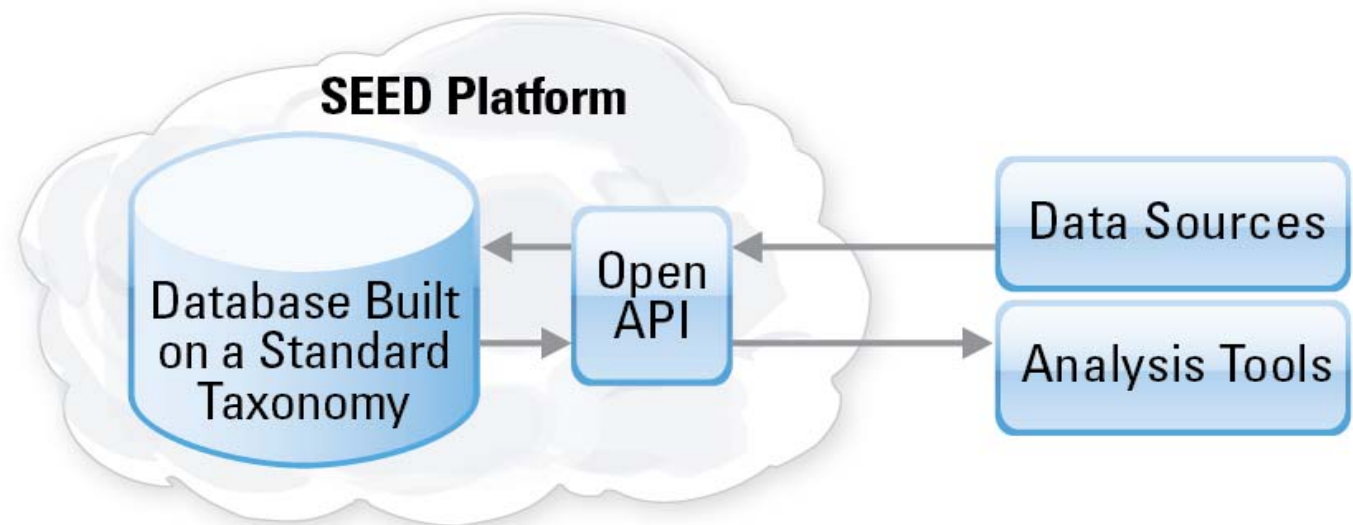 SEED Platform
Database Built
on a Standard
Taxonomy
Open
API
Data Sources
Analysis Tools